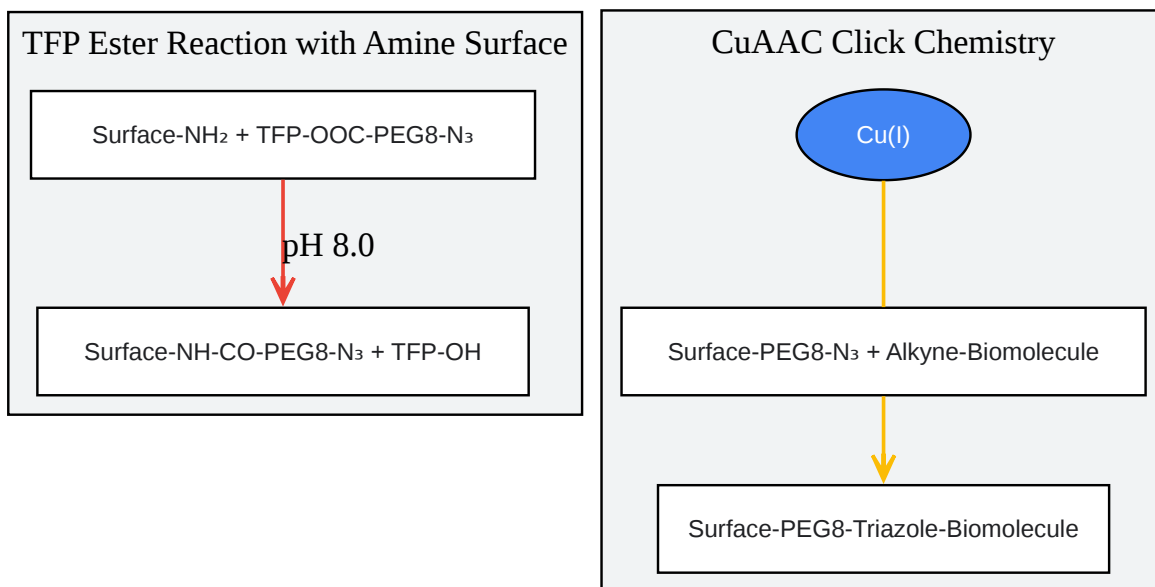 TFP Ester Reaction with Amine Surface
Surface-NH₂ + TFP-OOC-PEG8-N₃
pH 8.0
Surface-NH-CO-PEG8-N₃ + TFP-OH
CuAAC Click Chemistry
Cu(I)
Surface-PEG8-N₃ + Alkyne-Biomolecule
Surface-PEG8-Triazole-Biomolecule